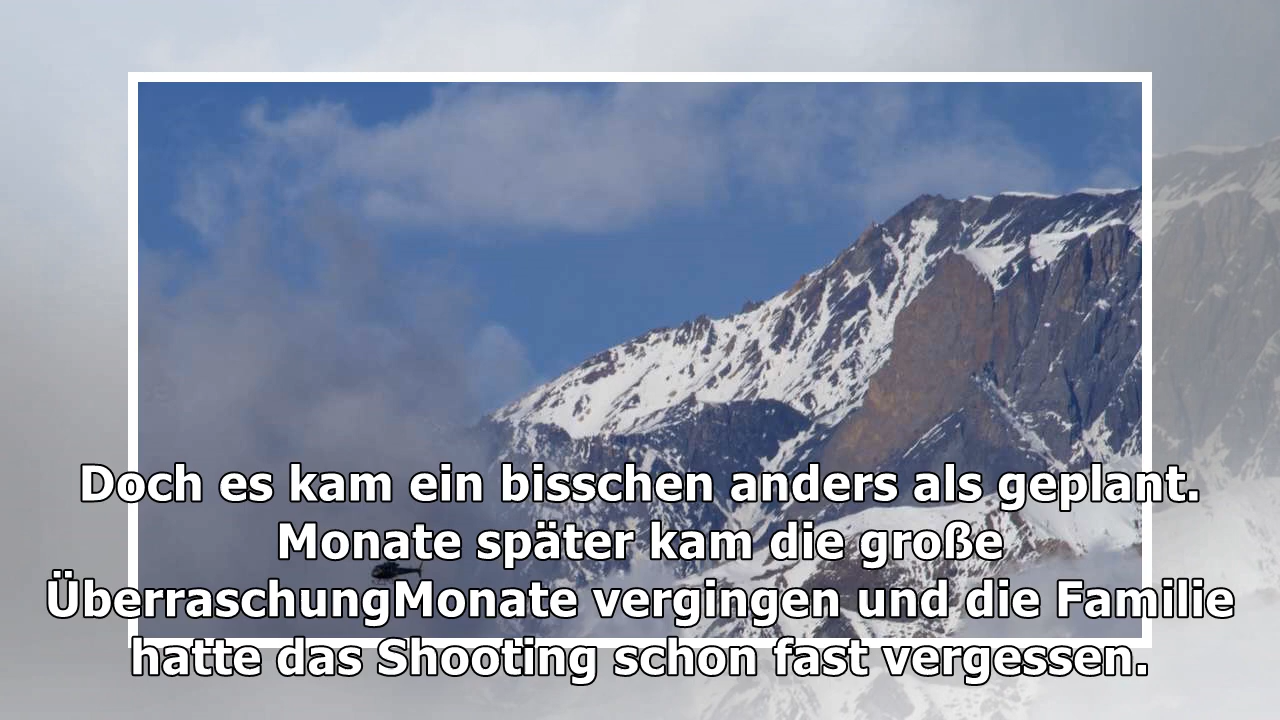 Doch es kam ein bisschen anders als geplant.
Monate später kam die große
ÜberraschungMonate vergingen und die Familie
hatte das Shooting schon fast vergessen.